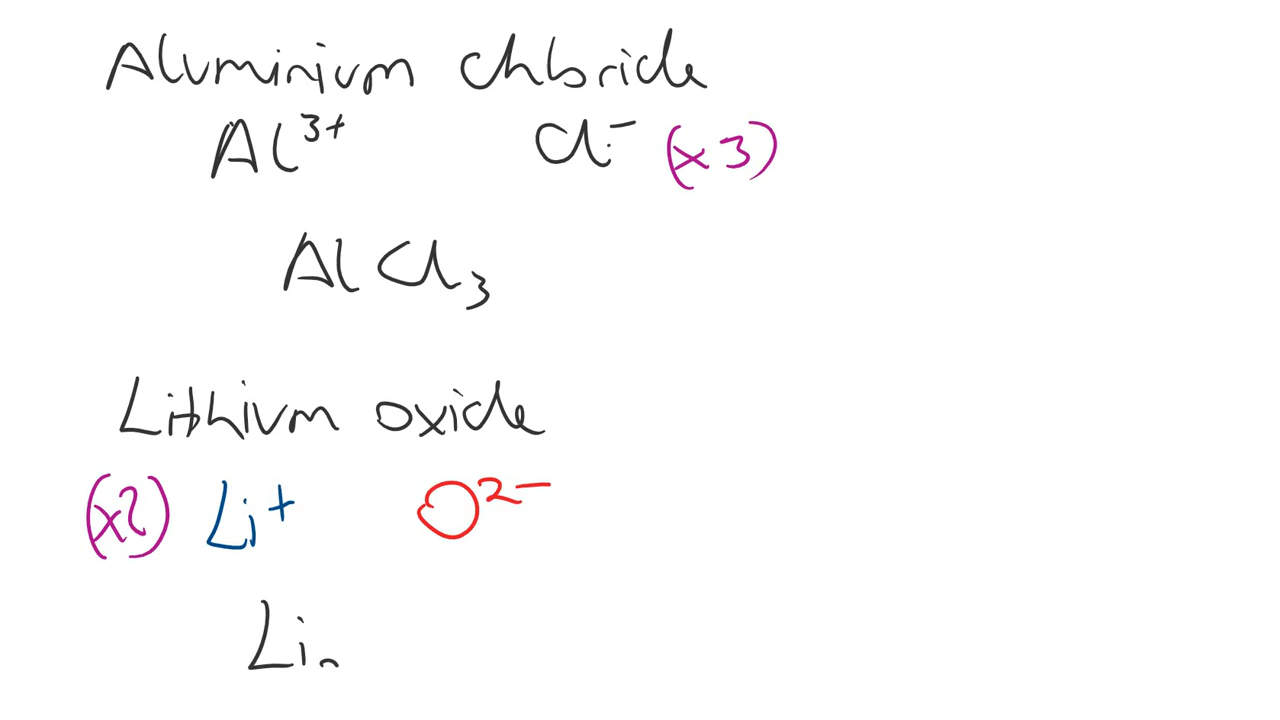 Aluminium chloride
Al³⁺ Cl⁻ (x3)
AlCl₃
Lithium oxide
(x2) Li⁺ O²⁻
Li